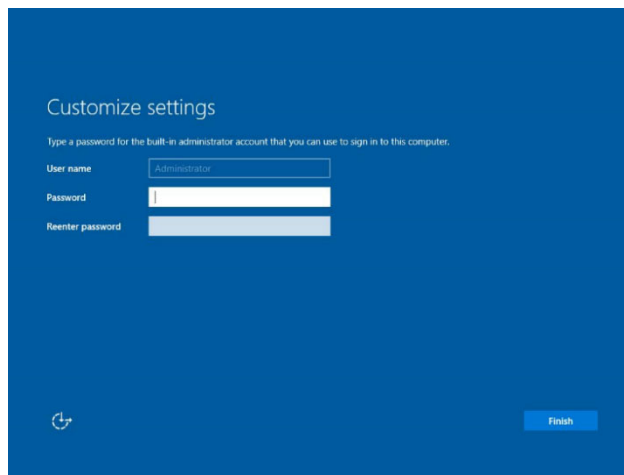 Customize settings
Type a password for the built-in administrator account that you can use to sign in to this computer.
User name Administrator
Password
Reenter password
Finish